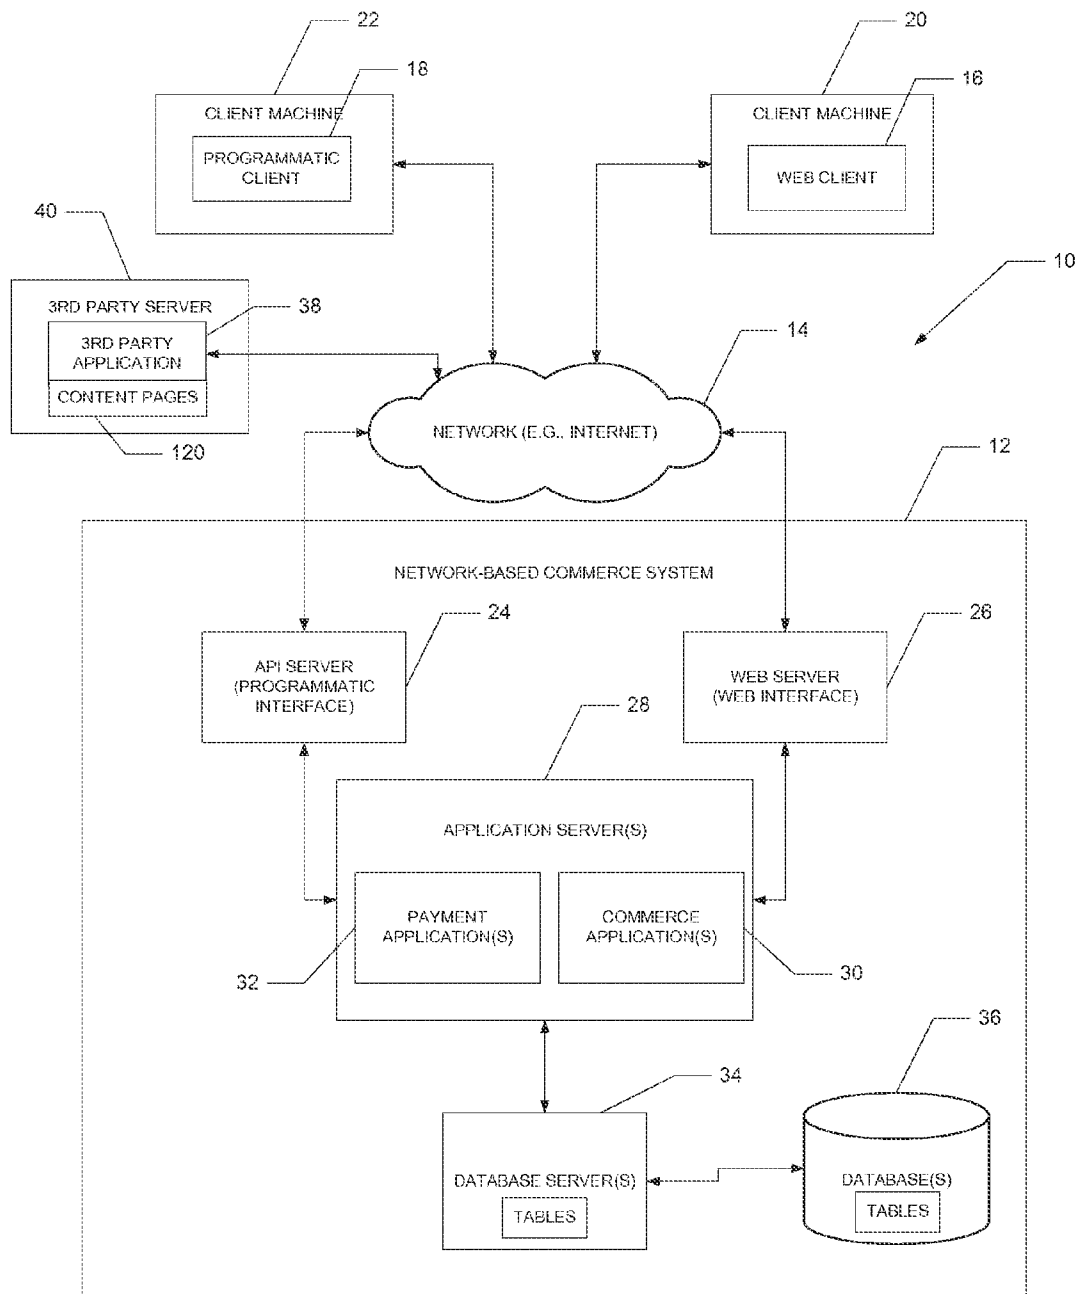 22
20
18
16
CLIENT MACHINE
CLIENT MACHINE
PROGRAMMATIC
CLIENT
WEB CLIENT
40
10
3RD PARTY SERVER
38
14
3RD PARTY
APPLICATION
CONTENT PAGES
NETWORK (E.G., INTERNET)
120
12
NETWORK-BASED COMMERCE SYSTEM
24
26
API SERVER
(PROGRAMMATIC
INTERFACE)
WEB SERVER
(WEB INTERFACE)
28
APPLICATION SERVER(S)
PAYMENT
APPLICATION(S)
COMMERCE
APPLICATION(S)
32
30
36
34
DATABASE SERVER(S)
TABLES
DATABASE(S)
TABLES